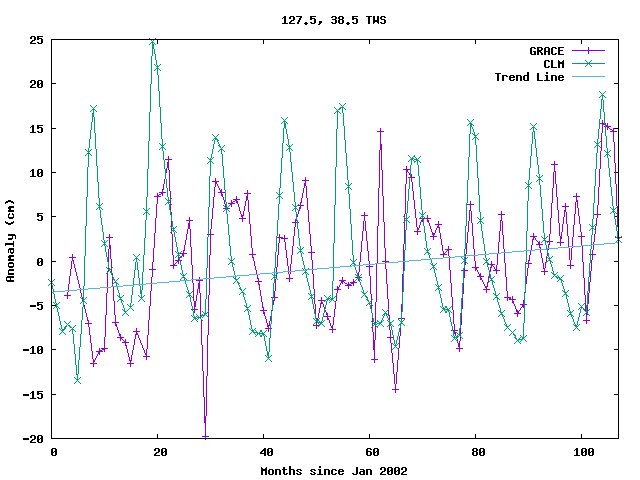 127.5, 38.5 TWS
GRACE
CLM
Trend Line
25
20
15
10
5
0
-5
-10
-15
-20
Anomaly (cm)
0 20 40 60 80 100
Months since Jan 2002